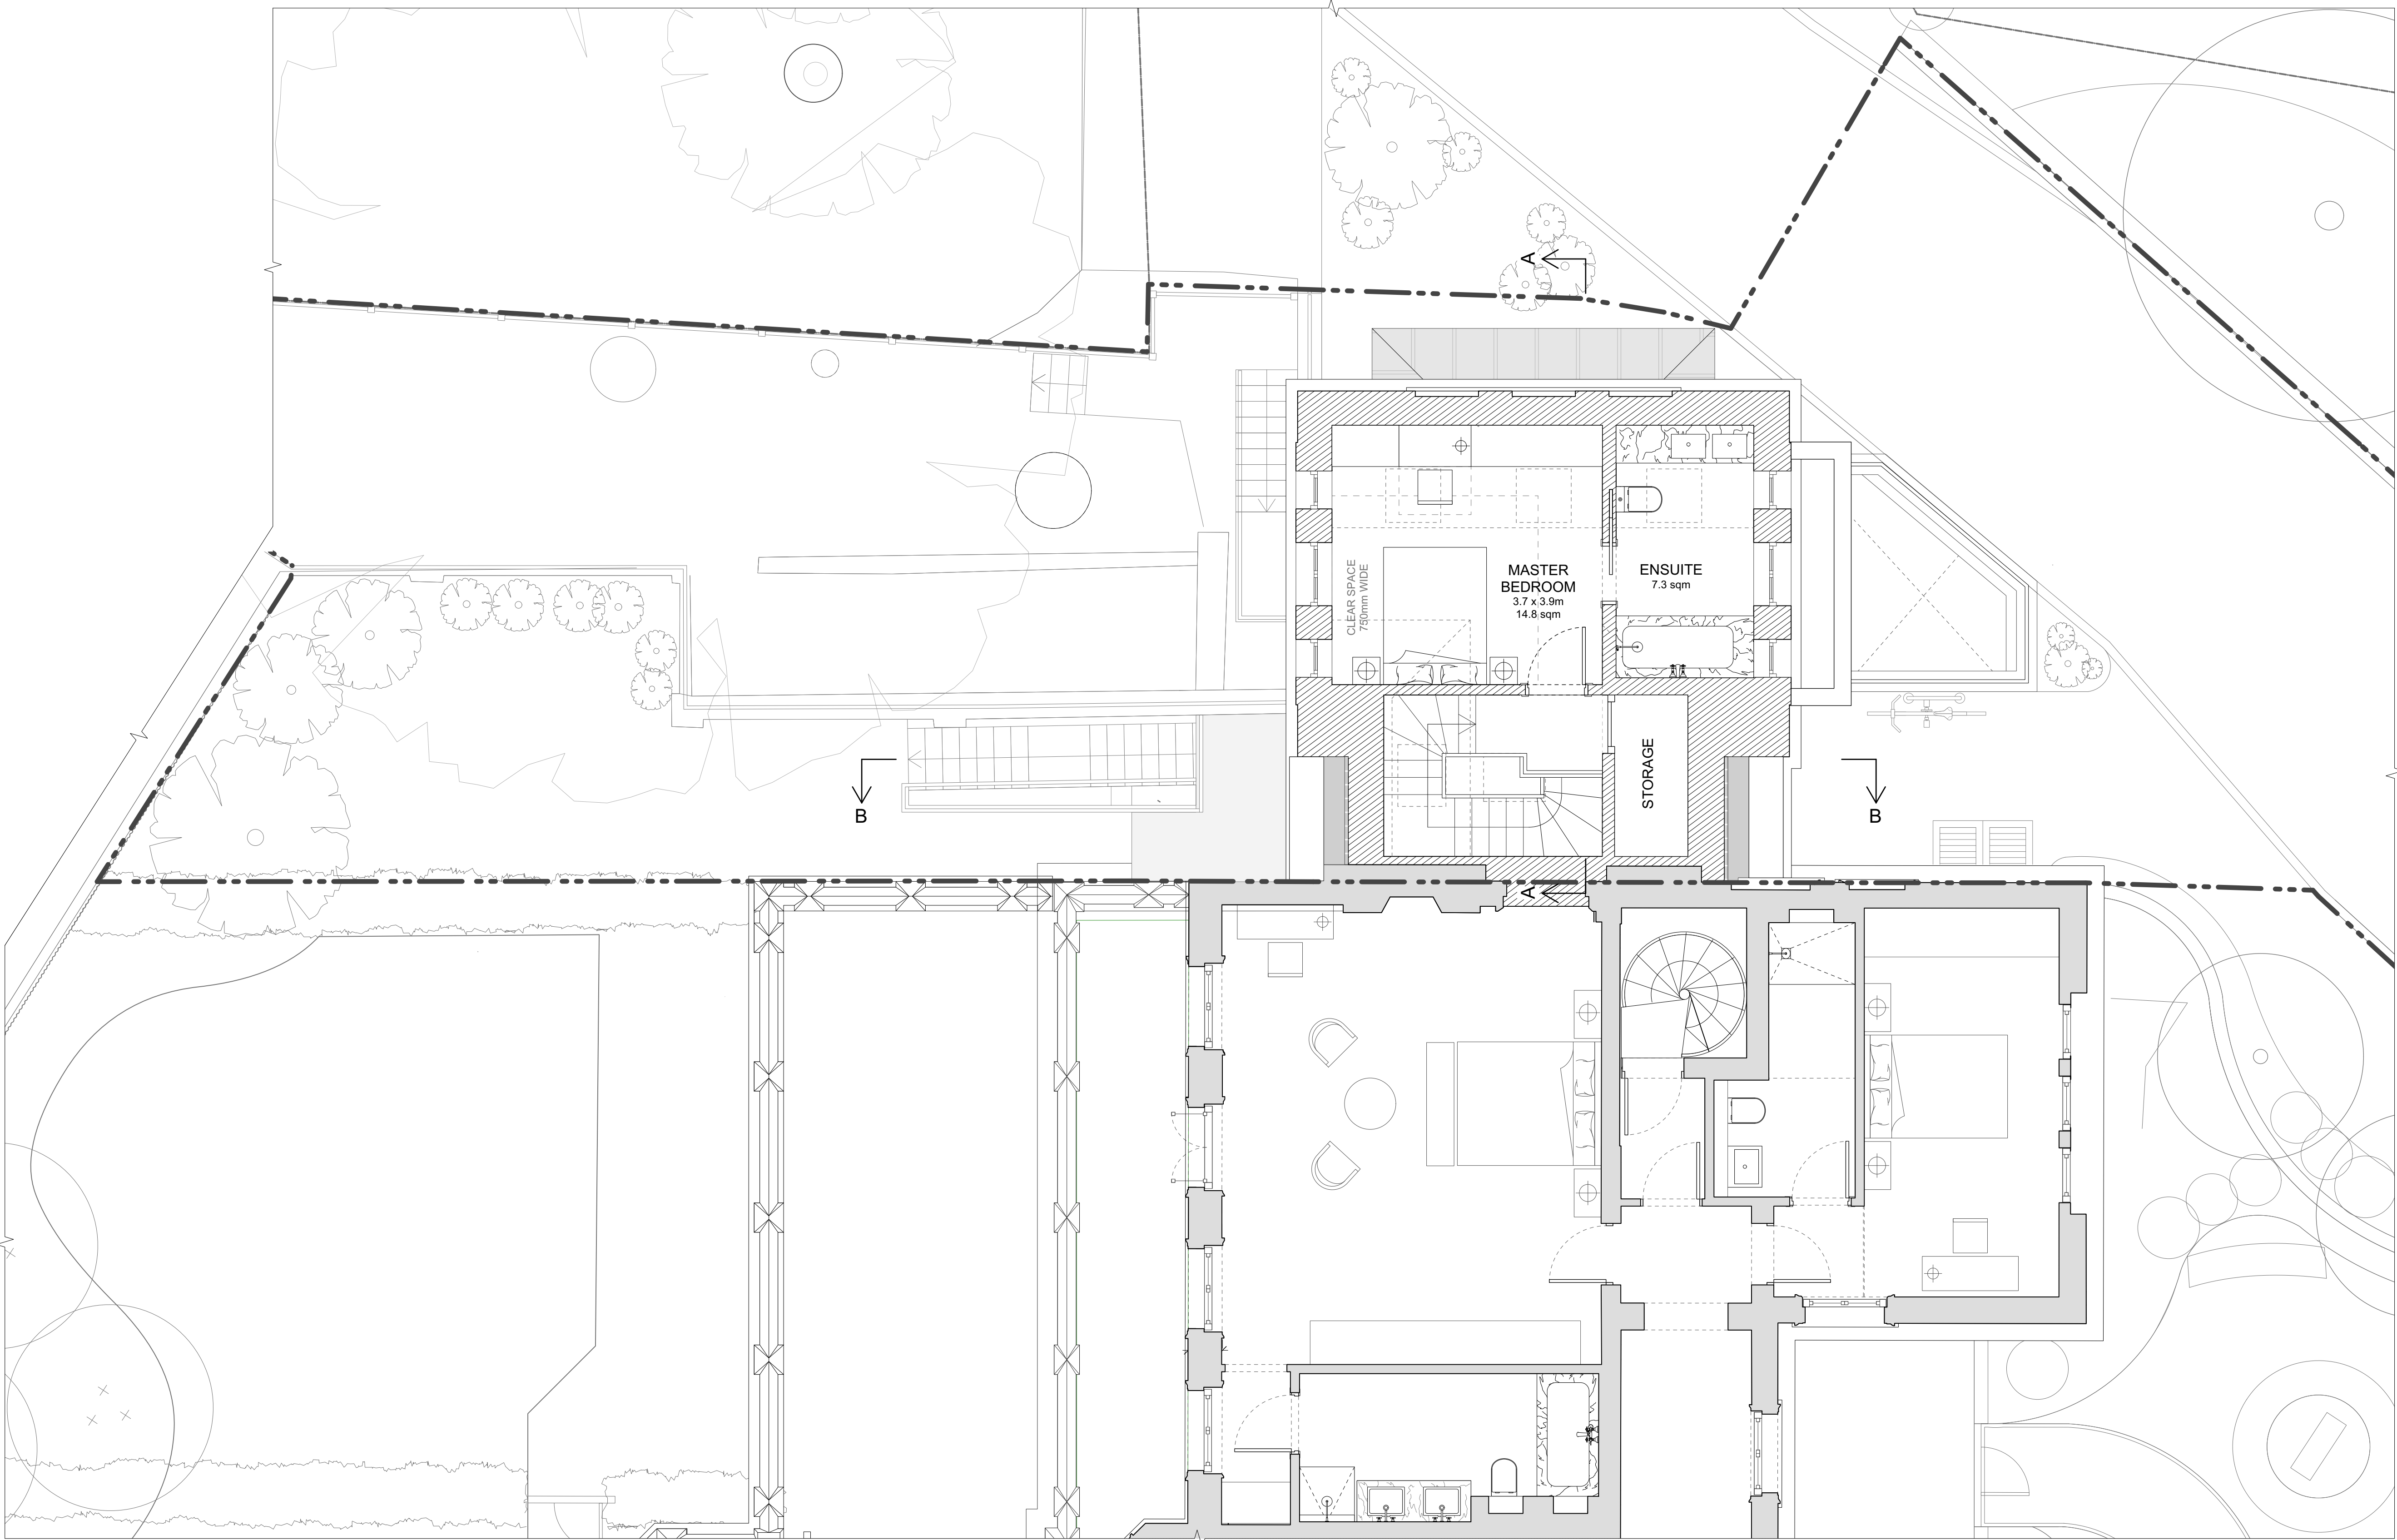 A
CLEAR SPACE
750mm WIDE
MASTER
BEDROOM
3.7 x 3.9m
14.8 sqm
ENSUITE
7.3 sqm
STORAGE
B
B
A